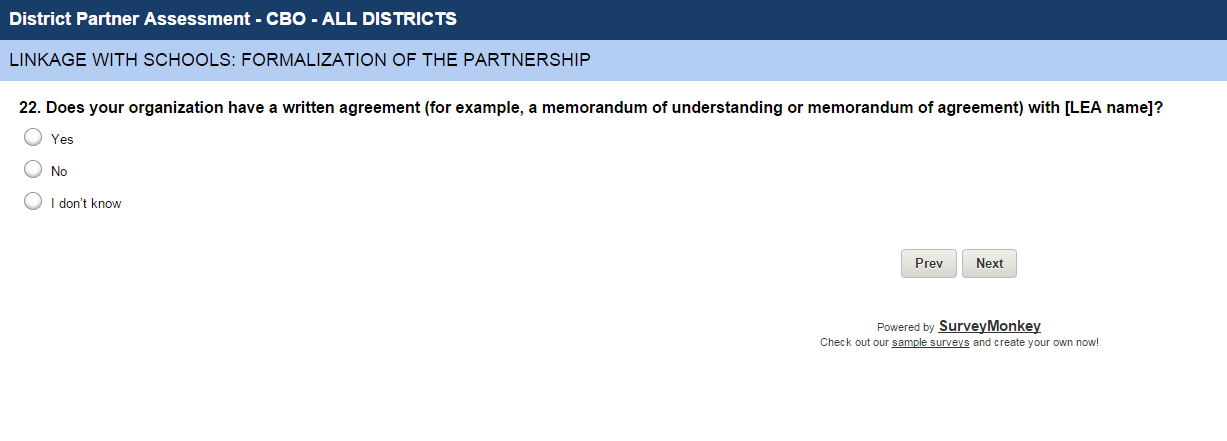 District Partner Assessment - CBO - ALL DISTRICTS
LINKAGE WITH SCHOOLS: FORMALIZATION OF THE PARTNERSHIP
22. Does your organization have a written agreement (for example, a memorandum of understanding or memorandum of agreement) with [LEA name]?
Yes
No
I don't know
Prev Next
Powered by SurveyMonkey
Check out our sample surveys and create your own now!